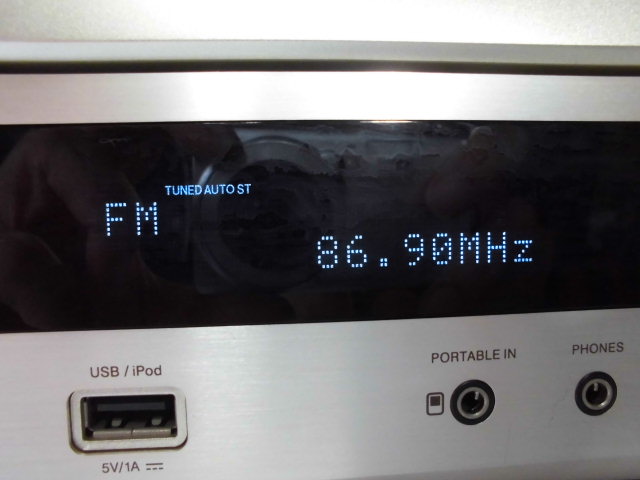 TUNED AUTO ST
FM
86.90MHz
USB / iPod
PORTABLE IN
PHONES
5V/1A